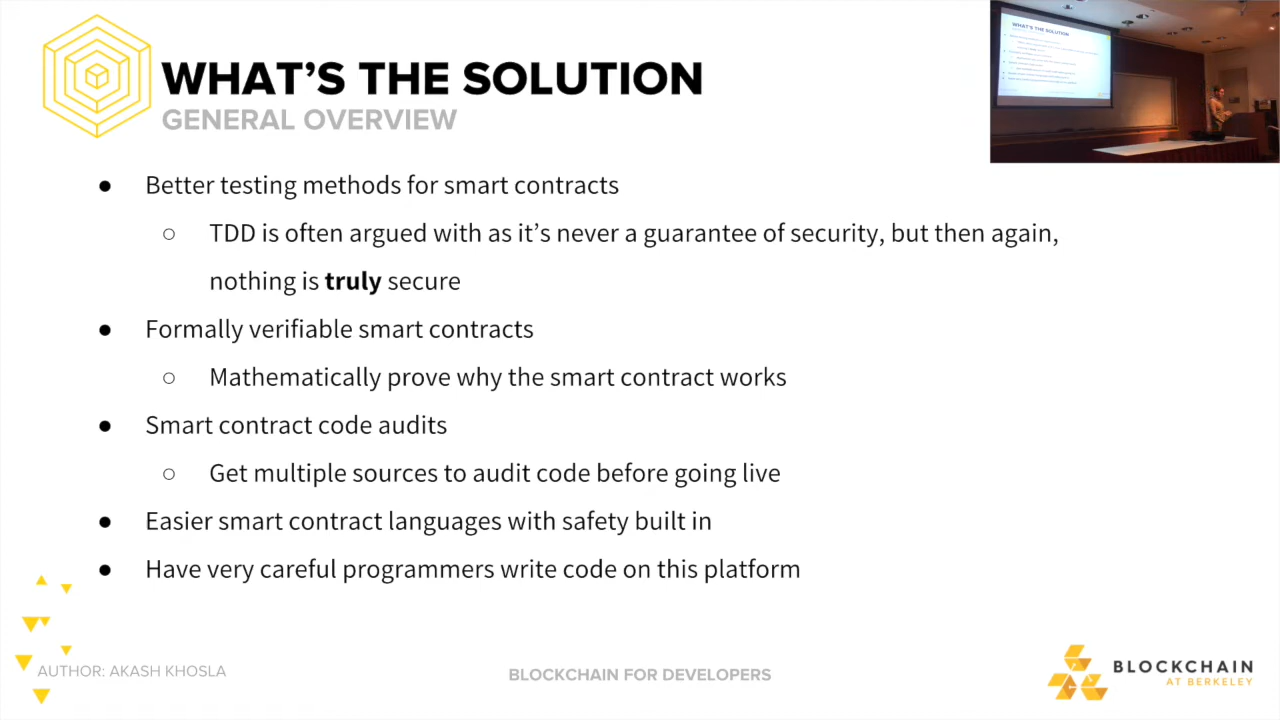 WHAT'S THE SOLUTION
GENERAL OVERVIEW
WHAT'S THE SOLUTION
● Better testing methods for smart contracts
○ TDD is often argued with as it's never a guarantee of security, but then again,
nothing is truly secure
● Formally verifiable smart contracts
○ Mathematically prove why the smart contract works
● Smart contract code audits
○ Get multiple sources to audit code before going live
● Easier smart contract languages with safety built in
● Have very careful programmers write code on this platform
AUTHOR: AKASH KHOSLA
BLOCKCHAIN FOR DEVELOPERS
BLOCKCHAIN
AT BERKELEY